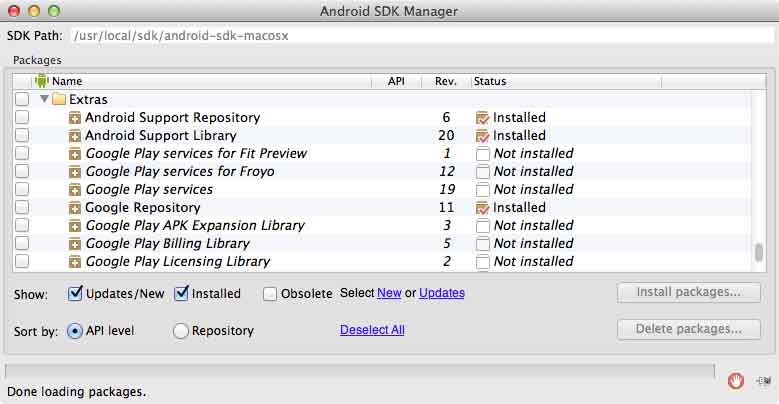 Android SDK Manager
SDK Path: /usr/local/sdk/android-sdk-macosx
Packages
Name API Rev. Status
Extras
Android Support Repository 6 Installed
Android Support Library 20 Installed
Google Play services for Fit Preview 1 Not installed
Google Play services for Froyo 12 Not installed
Google Play services 19 Not installed
Google Repository 11 Installed
Google Play APK Expansion Library 3 Not installed
Google Play Billing Library 5 Not installed
Google Play Licensing Library 2 Not installed
Show: Updates/New Installed Obsolete Select New or Updates Install packages...
Sort by: API level Repository Deselect All Delete packages...
Done loading packages.